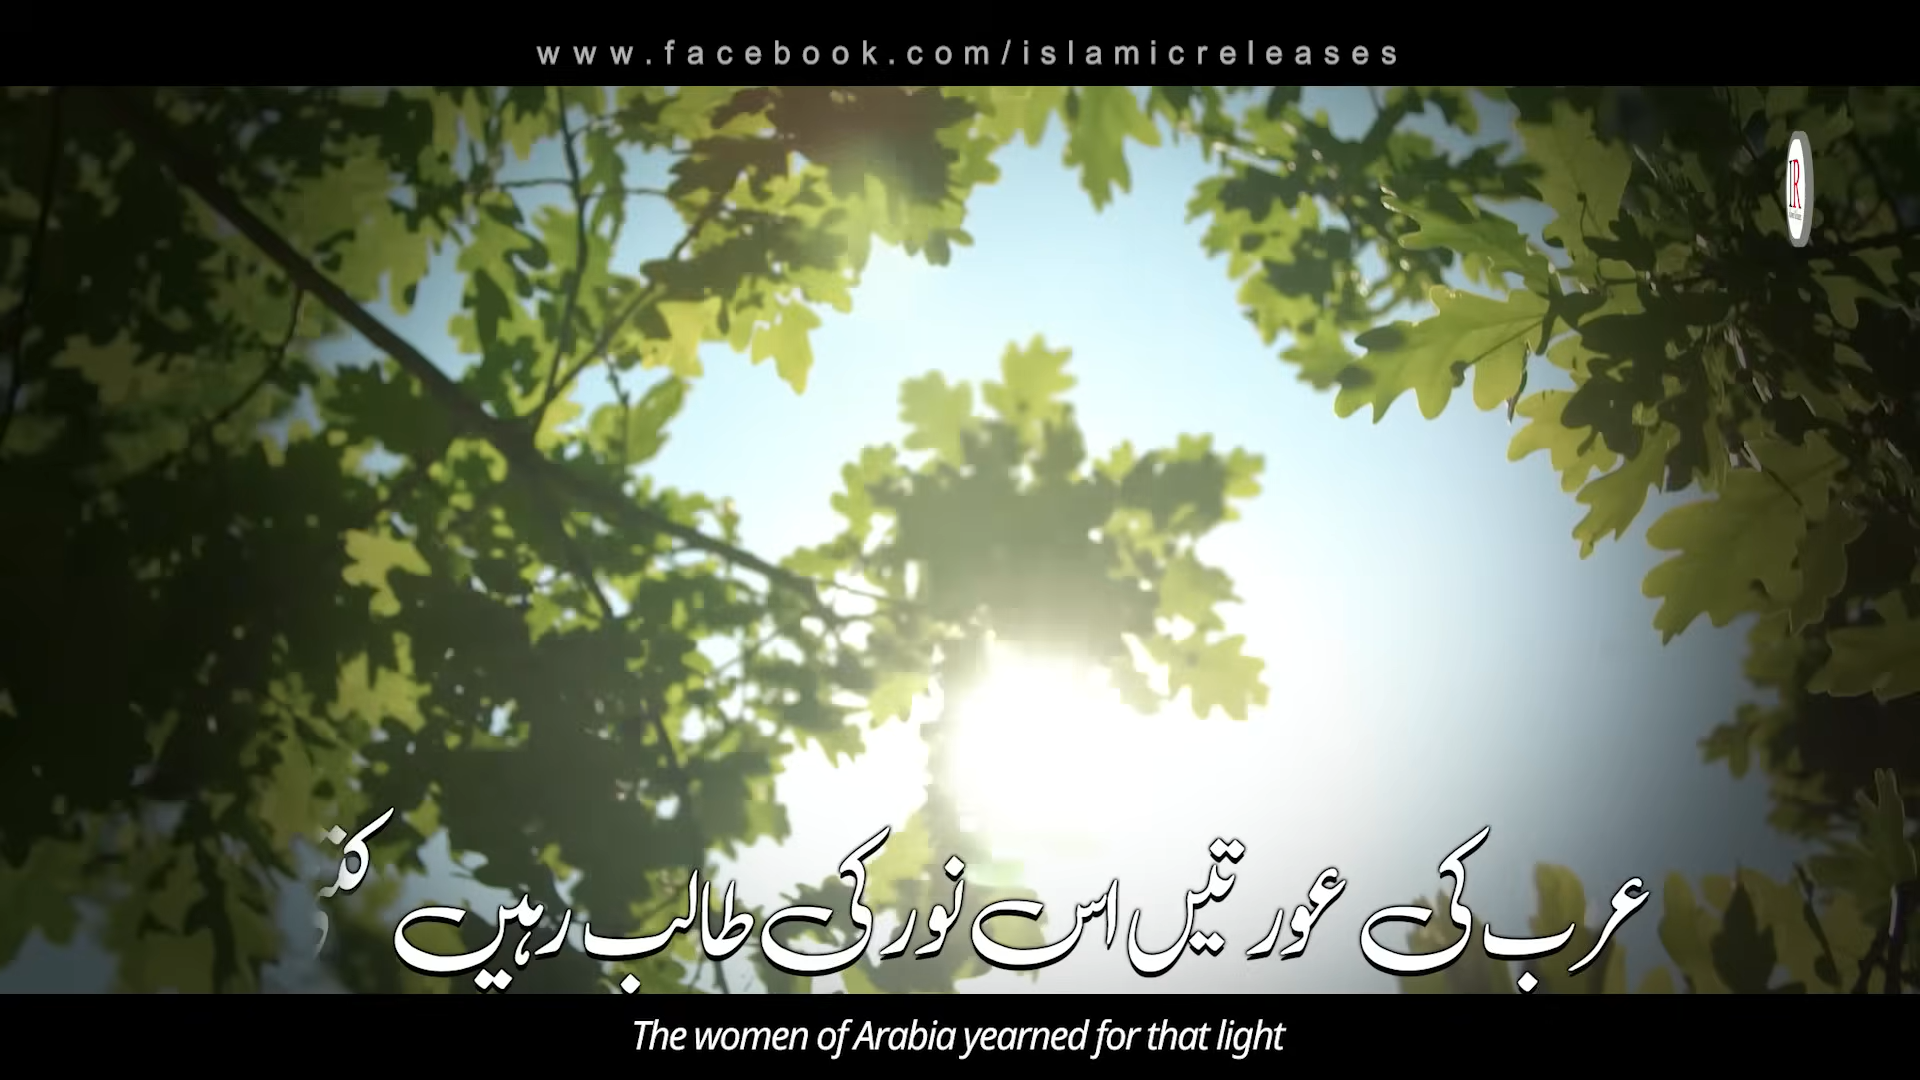 www.facebook.com/islamicreleases
IR
عرب کی عورتیں اس نور کی طالب رہیں
The women of Arabia yearned for that light